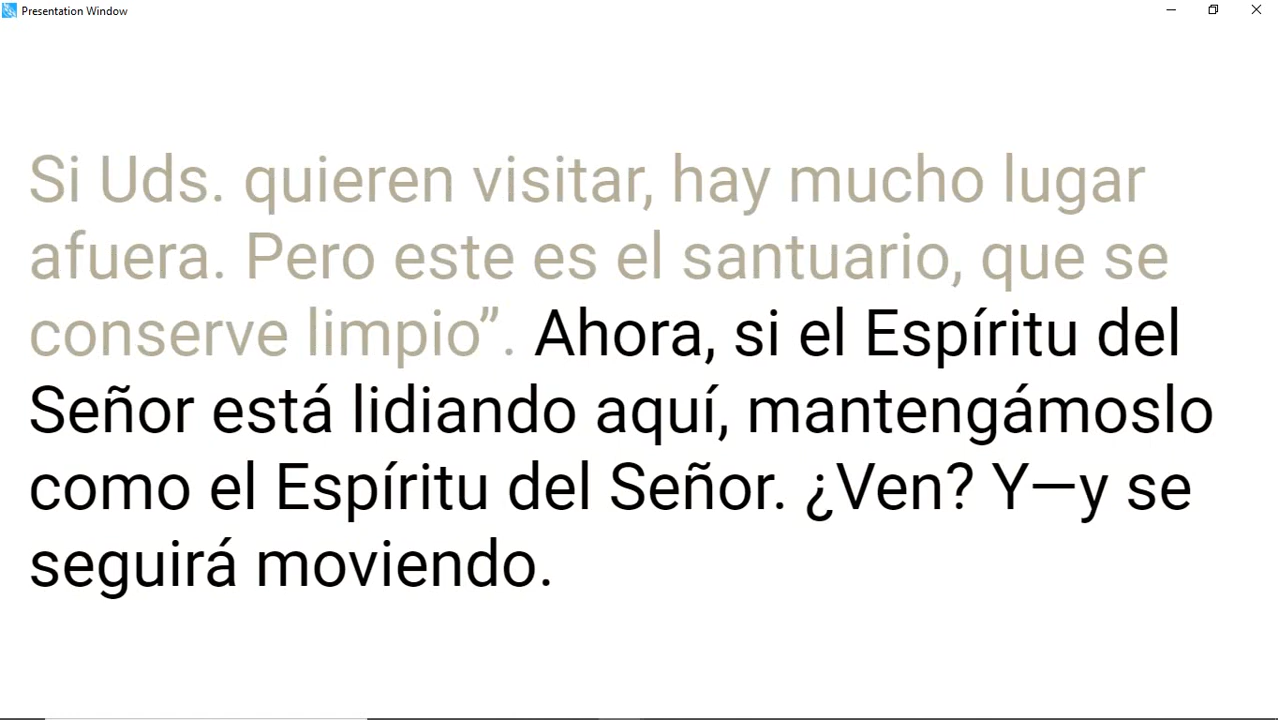 Presentation Window
Si Uds. quieren visitar, hay mucho lugar
afuera. Pero este es el santuario, que se
conserve limpio”. Ahora, si el Espíritu del
Señor está lidiando aquí, mantengámoslo
como el Espíritu del Señor. ¿Ven? Y—y se
seguirá moviendo.